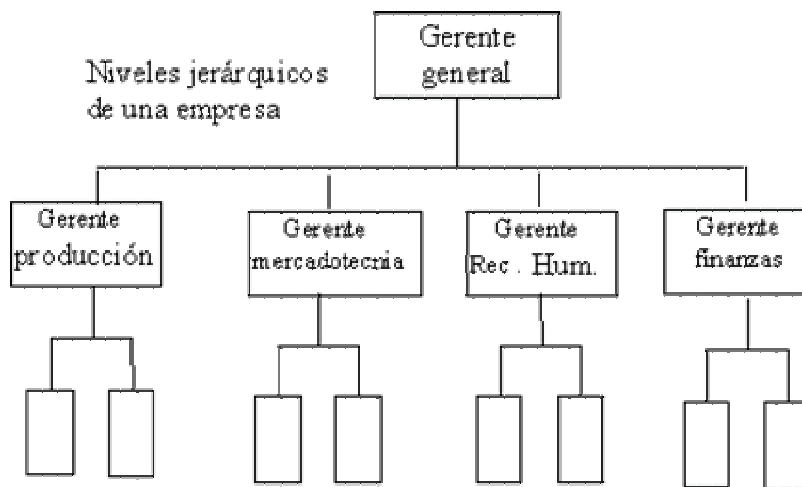 Gerente
general
Niveles jerárquicos
de una empresa
Gerente
producción
Gerente
mercadotecnia
Gerente
Rec. Hum.
Gerente
finanzas